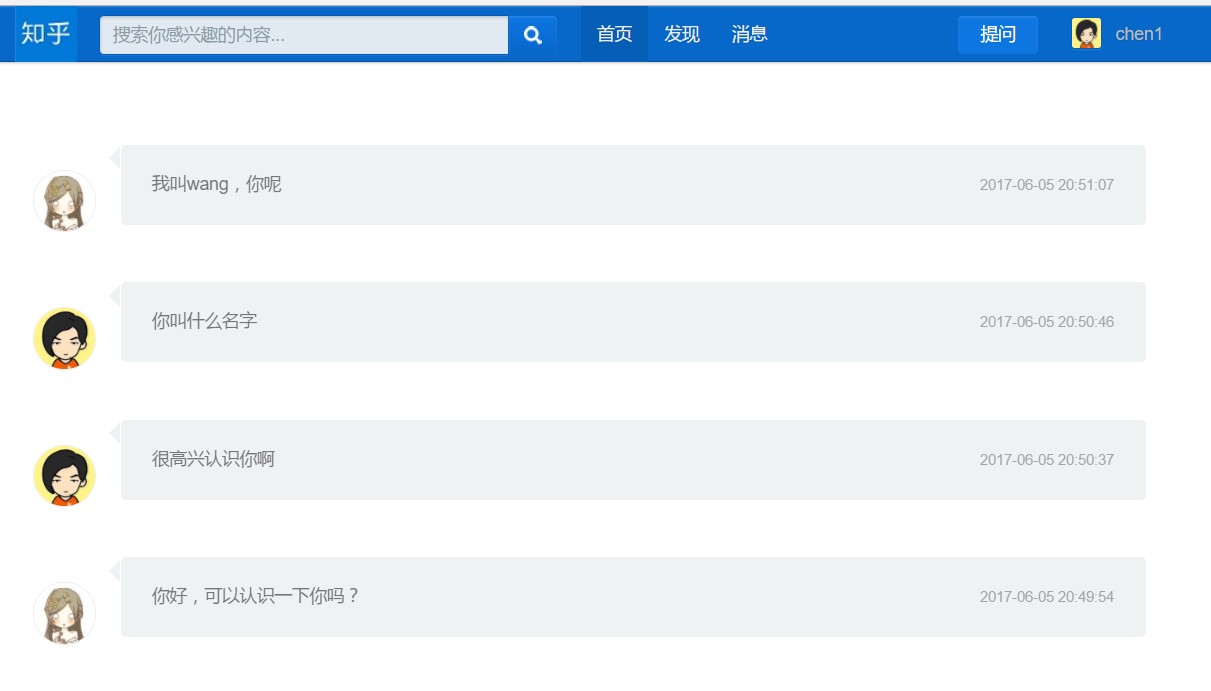 知乎 搜索你感兴趣的内容... 首页 发现 消息 提问 chen1
我叫wang，你呢 2017-06-05 20:51:07
你叫什么名字 2017-06-05 20:50:46
很高兴认识你啊 2017-06-05 20:50:37
你好，可以认识一下你吗？ 2017-06-05 20:49:54